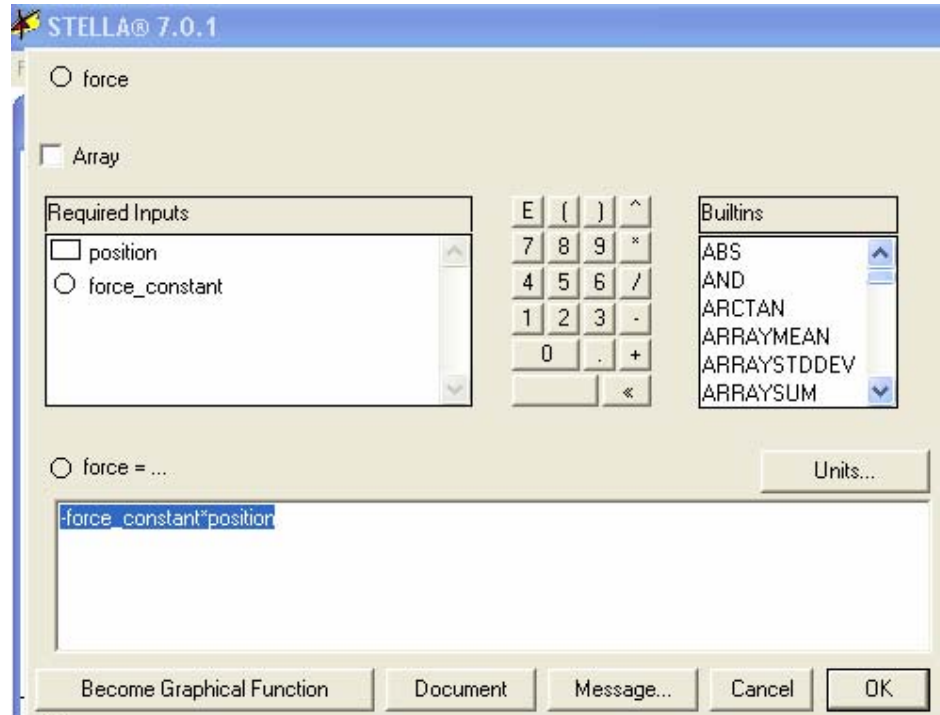 STELLA® 7.0.1
F
force
Array
Required Inputs
position
force_constant
E ( ) ^
7 8 9 *
4 5 6 /
1 2 3 -
0 . +
«
Builtins
ABS
AND
ARCTAN
ARRAYMEAN
ARRAYSTDDEV
ARRAYSUM
force = ...
Units...
-force_constant*position
Become Graphical Function
Document
Message...
Cancel
OK